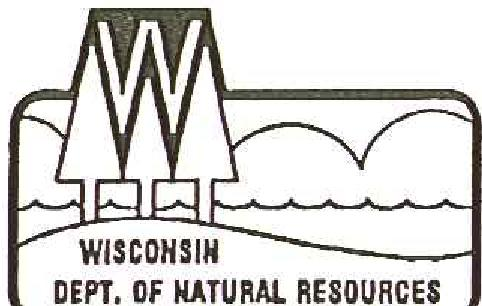 W
WISCONSIN
DEPT. OF NATURAL RESOURCES